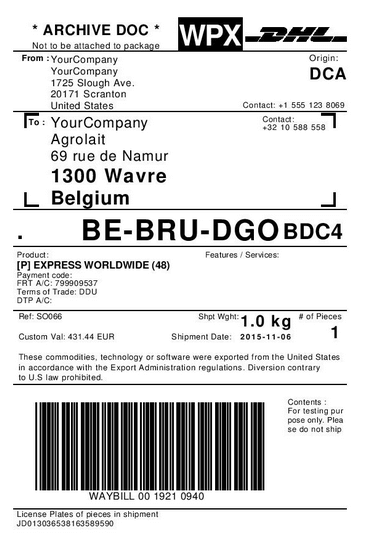 * ARCHIVE DOC *
Not to be attached to package
WPX
DHL
From : YourCompany
YourCompany
1725 Slough Ave.
20171 Scranton
United States
Origin:
DCA
Contact: +1 555 123 8069
To : YourCompany
Agrolait
69 rue de Namur
1300 Wavre
Belgium
Contact:
+32 10 588 558
. BE-BRU-DGO BDC4
Product:
[P] EXPRESS WORLDWIDE (48)
Payment code:
FRT A/C: 799909537
Terms of Trade: DDU
DTP A/C:
Features / Services:
Ref: SO066
Shpt Wght: 1.0 kg
# of Pieces
1
Custom Val: 431.44 EUR
Shipment Date: 2015-11-06
These commodities, technology or software were exported from the United States
in accordance with the Export Administration regulations. Diversion contrary
to U.S law prohibited.
Contents :
For testing pur
pose only. Plea
se do not ship
WAYBILL 00 1921 0940
License Plates of pieces in shipment
JD013036538163589590